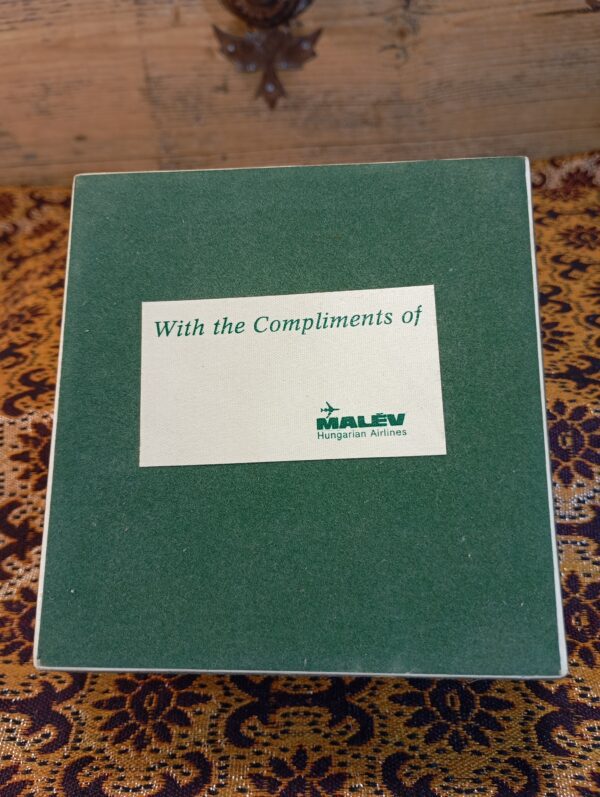 With the Compliments of
MALÉV
Hungarian Airlines